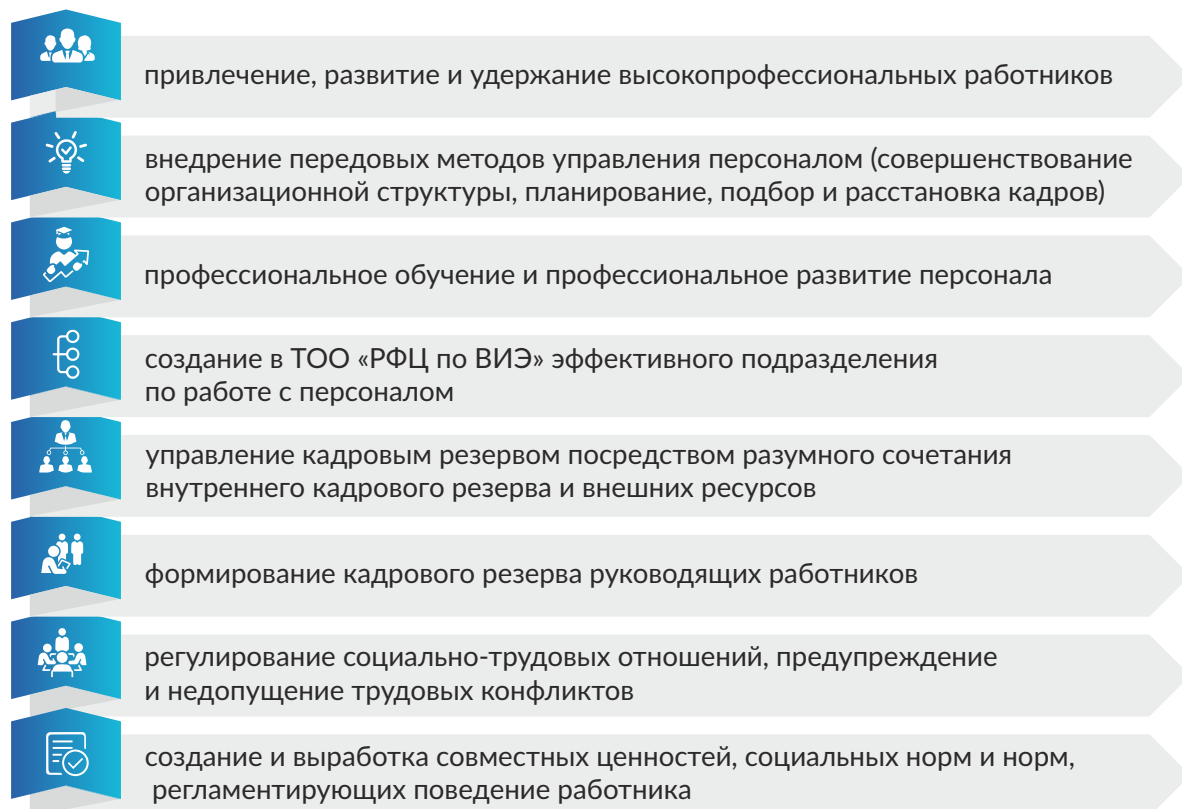 привлечение, развитие и удержание высокопрофессиональных работников
внедрение передовых методов управления персоналом (совершенствование
организационной структуры, планирование, подбор и расстановка кадров)
профессиональное обучение и профессиональное развитие персонала
создание в ТОО «РФЦ по ВИЭ» эффективного подразделения
по работе с персоналом
управление кадровым резервом посредством разумного сочетания
внутреннего кадрового резерва и внешних ресурсов
формирование кадрового резерва руководящих работников
регулирование социально-трудовых отношений, предупреждение
и недопущение трудовых конфликтов
создание и выработка совместных ценностей, социальных норм и норм,
регламентирующих поведение работника